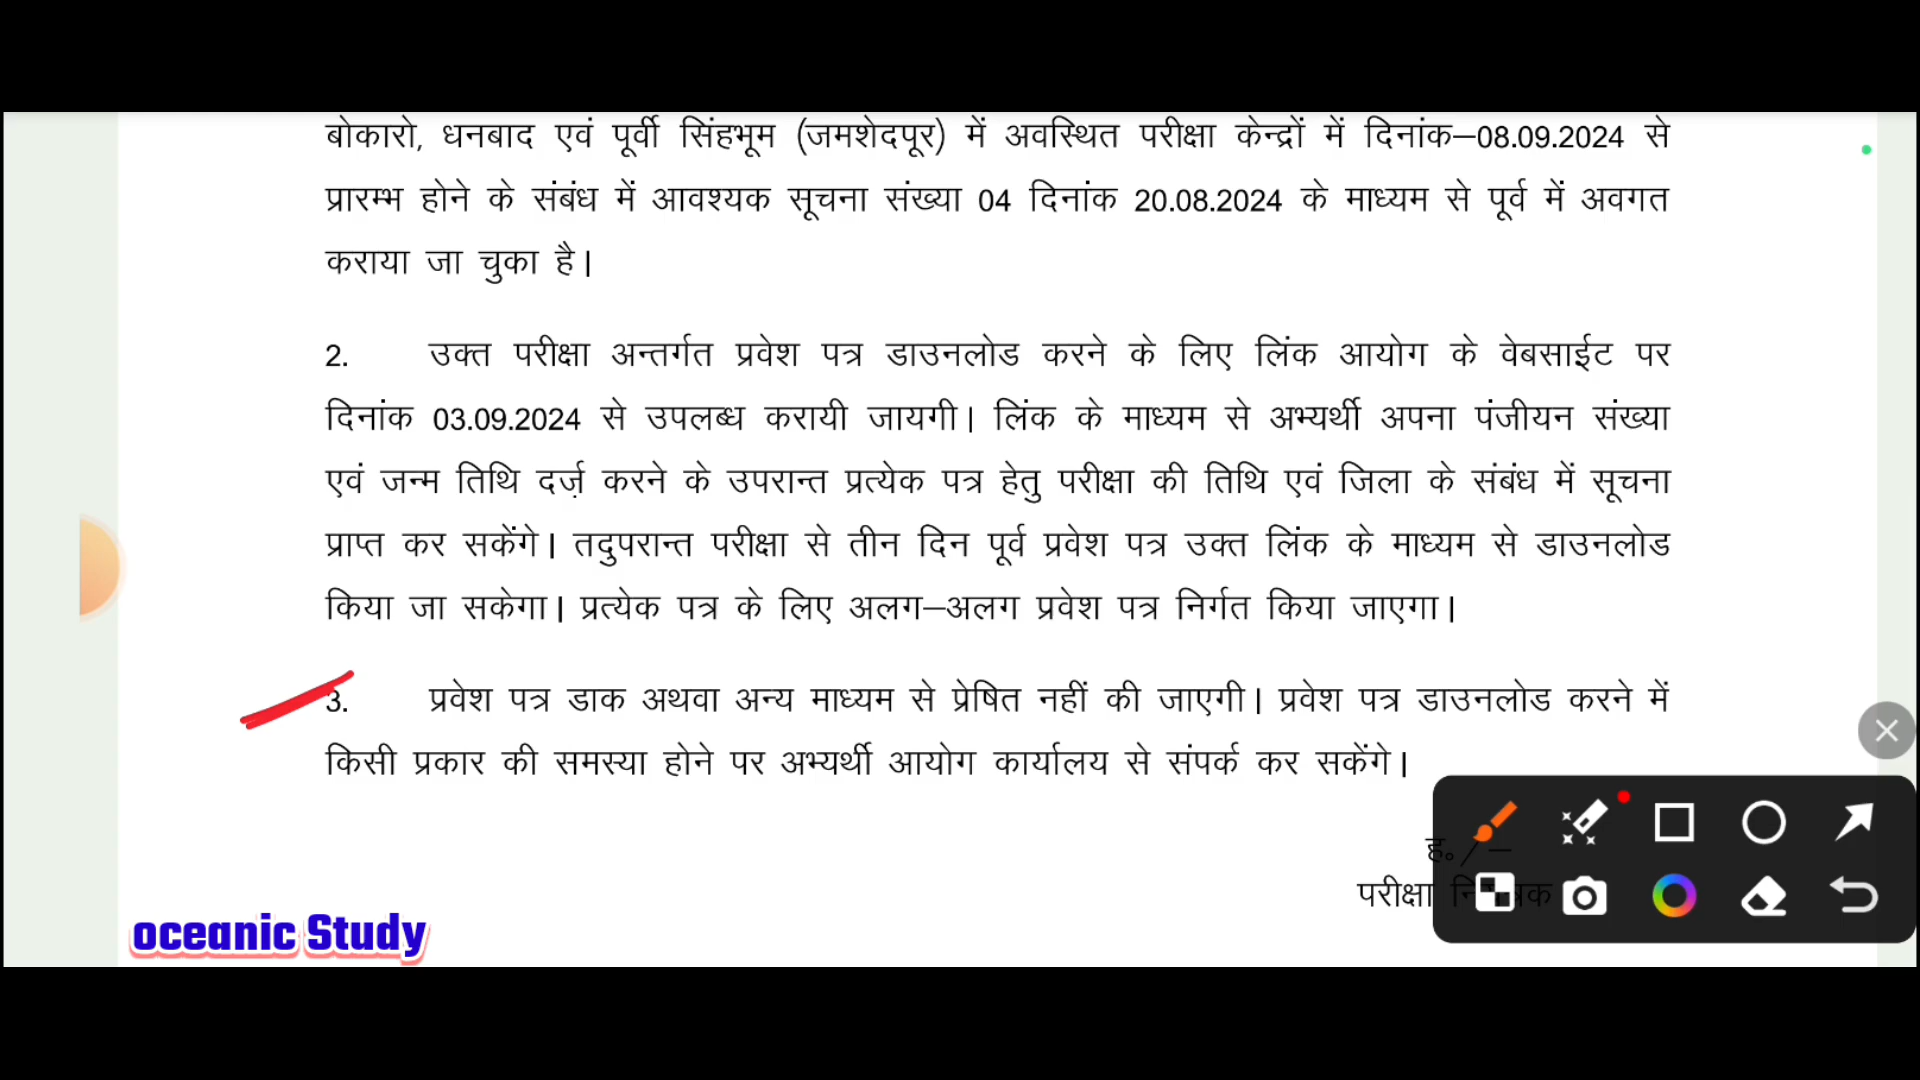 बोकारो, धनबाद एवं पूर्वी सिंहभूम (जमशेदपूर) में अवस्थित परीक्षा केन्द्रों में दिनांक–08.09.2024 से
प्रारम्भ होने के संबंध में आवश्यक सूचना संख्या 04 दिनांक 20.08.2024 के माध्यम से पूर्व में अवगत
कराया जा चुका है।
2. उक्त परीक्षा अन्तर्गत प्रवेश पत्र डाउनलोड करने के लिए लिंक आयोग के वेबसाईट पर
दिनांक 03.09.2024 से उपलब्ध करायी जायगी। लिंक के माध्यम से अभ्यर्थी अपना पंजीयन संख्या
एवं जन्म तिथि दर्ज़ करने के उपरान्त प्रत्येक पत्र हेतु परीक्षा की तिथि एवं जिला के संबंध में सूचना
प्राप्त कर सकेंगे। तदुपरान्त परीक्षा से तीन दिन पूर्व प्रवेश पत्र उक्त लिंक के माध्यम से डाउनलोड
किया जा सकेगा। प्रत्येक पत्र के लिए अलग–अलग प्रवेश पत्र निर्गत किया जाएगा।
3. प्रवेश पत्र डाक अथवा अन्य माध्यम से प्रेषित नहीं की जाएगी। प्रवेश पत्र डाउनलोड करने में
किसी प्रकार की समस्या होने पर अभ्यर्थी आयोग कार्यालय से संपर्क कर सकेंगे।
ह०/–
परीक्षा
oceanic Study